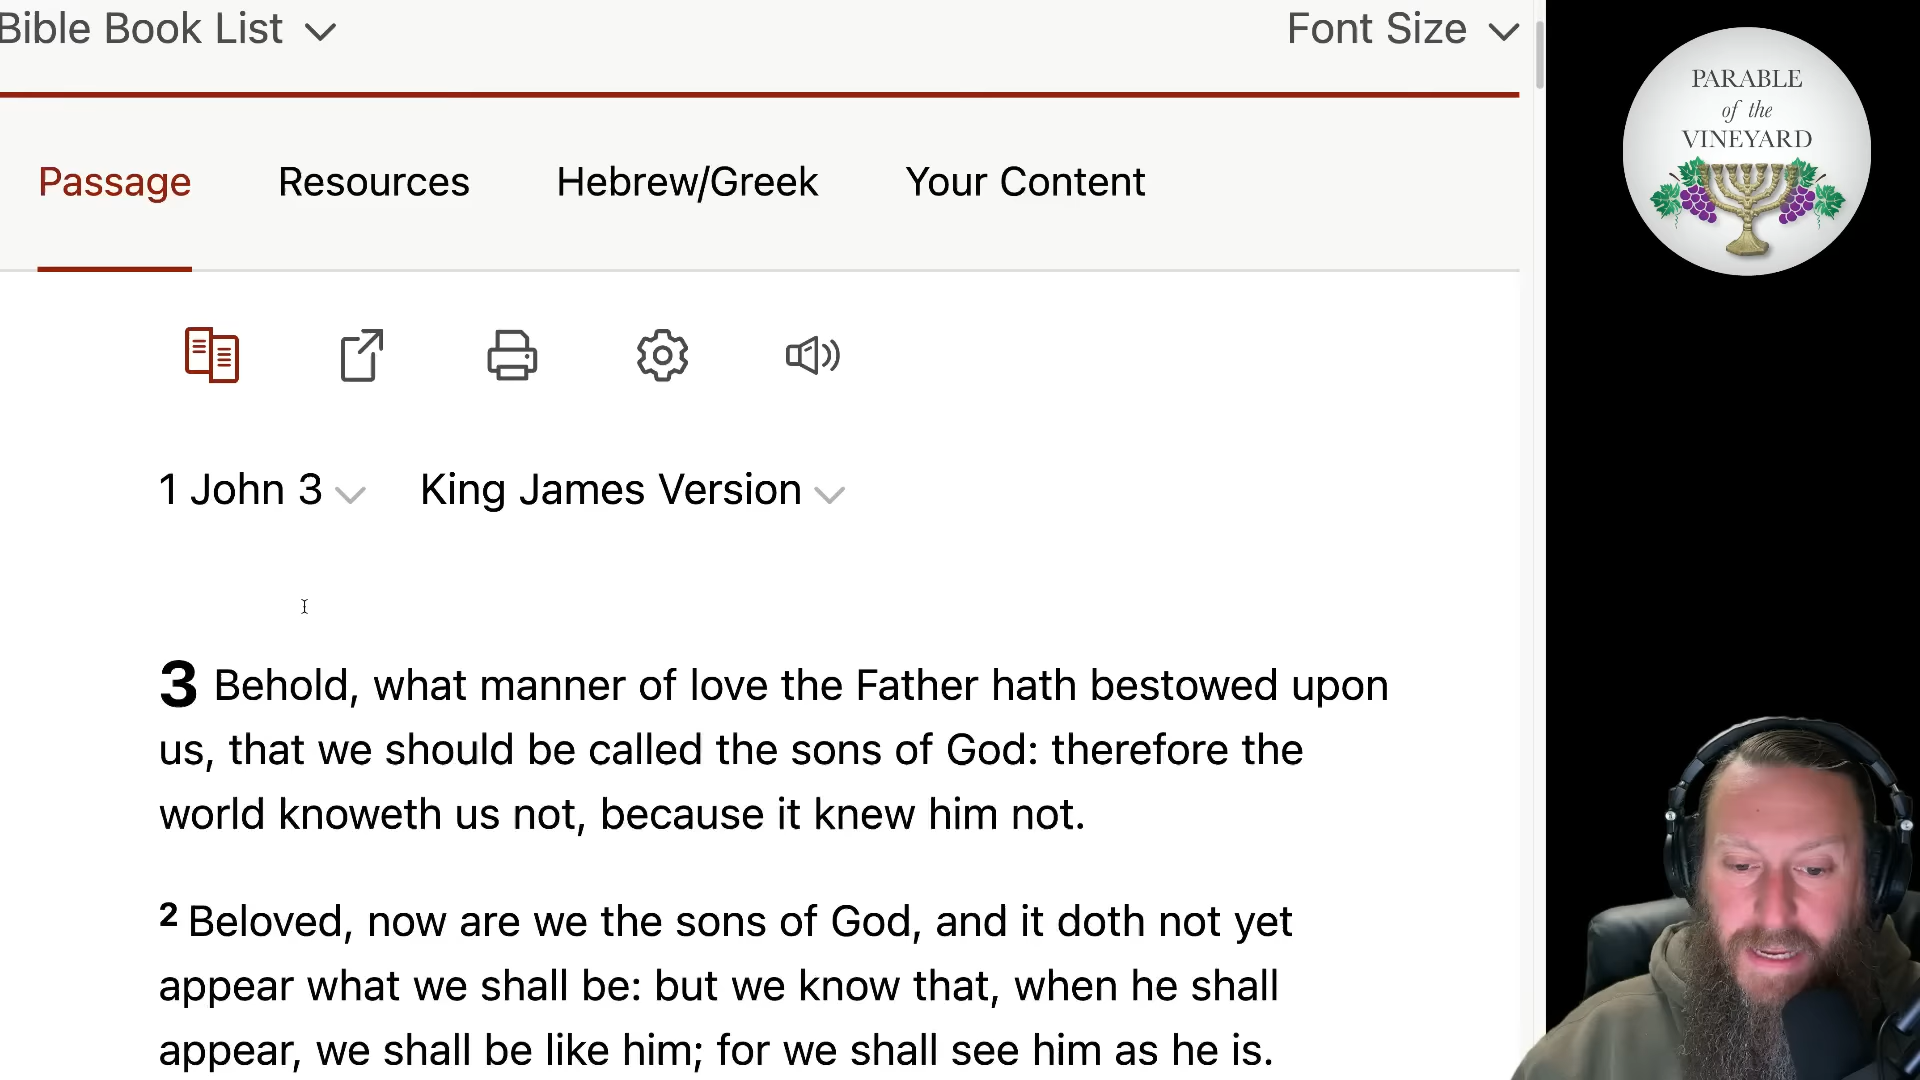 Bible Book List
Font Size
PARABLE
of the
VINEYARD
Passage
Resources
Hebrew/Greek
Your Content
1 John 3
King James Version
3 Behold, what manner of love the Father hath bestowed upon
us, that we should be called the sons of God: therefore the
world knoweth us not, because it knew him not.
2 Beloved, now are we the sons of God, and it doth not yet
appear what we shall be: but we know that, when he shall
appear, we shall be like him; for we shall see him as he is.